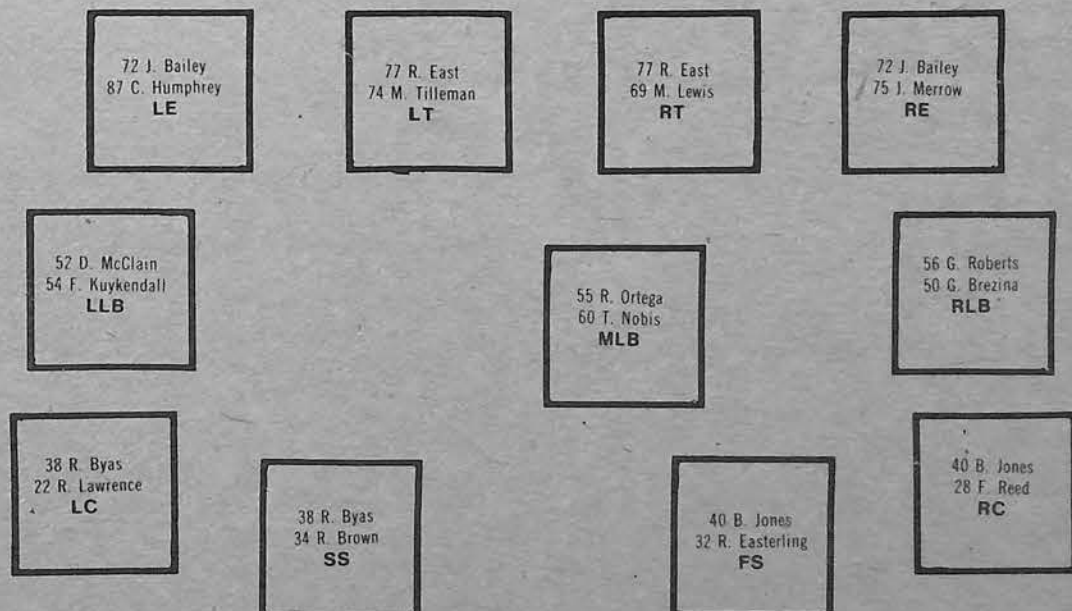 72 J. Bailey
87 C. Humphrey
LE
77 R. East
74 M. Tilleman
LT
77 R. East
69 M. Lewis
RT
72 J. Bailey
75 J. Merrow
RE
52 D. McClain
54 F. Kuykendall
LLB
55 R. Ortega
60 T. Nobis
MLB
56 G. Roberts
50 G. Brezina
RLB
38 R. Byas
22 R. Lawrence
LC
38 R. Byas
34 R. Brown
SS
40 B. Jones
32 R. Easterling
FS
40 B. Jones
28 F. Reed
RC